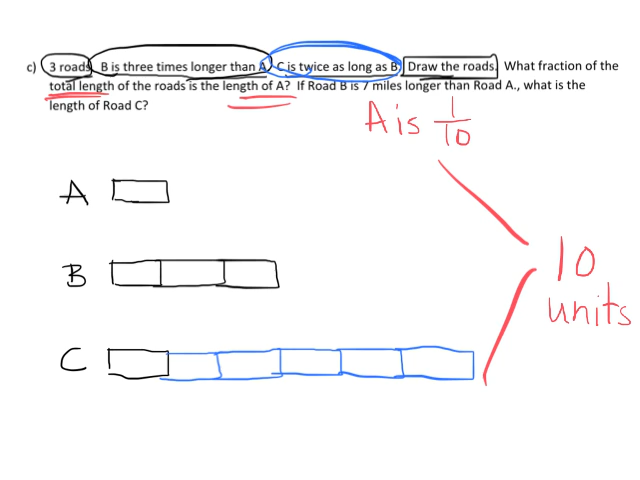 c) 3 roads. B is three times longer than A. C is twice as long as B. Draw the roads. What fraction of the
total length of the roads is the length of A? If Road B is 7 miles longer than Road A., what is the
length of Road C?
A is 1/10
A
B
10
units
C